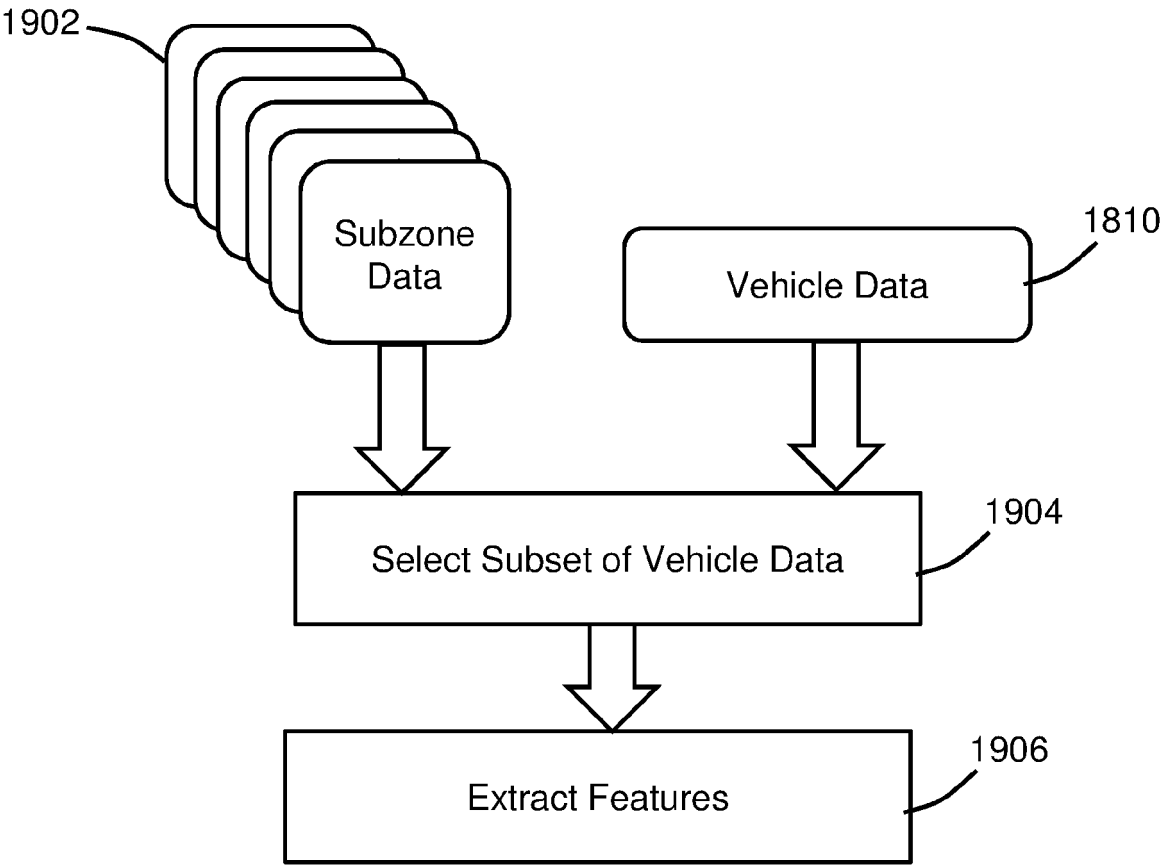 1902
Subzone
Data
1810
Vehicle Data
1904
Select Subset of Vehicle Data
1906
Extract Features